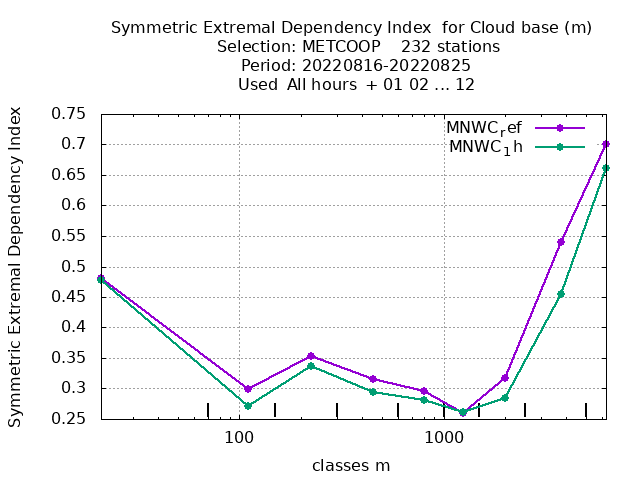 Symmetric Extremal Dependency Index  for Cloud base (m)
Selection: METCOOP    232 stations
Period: 20220816-20220825
Used  All hours  + 01 02 ... 12
Symmetric Extremal Dependency Index
0.75
0.7
0.65
0.6
0.55
0.5
0.45
0.4
0.35
0.3
0.25
MNWC_ref
MNWC_1h
100
1000
classes m